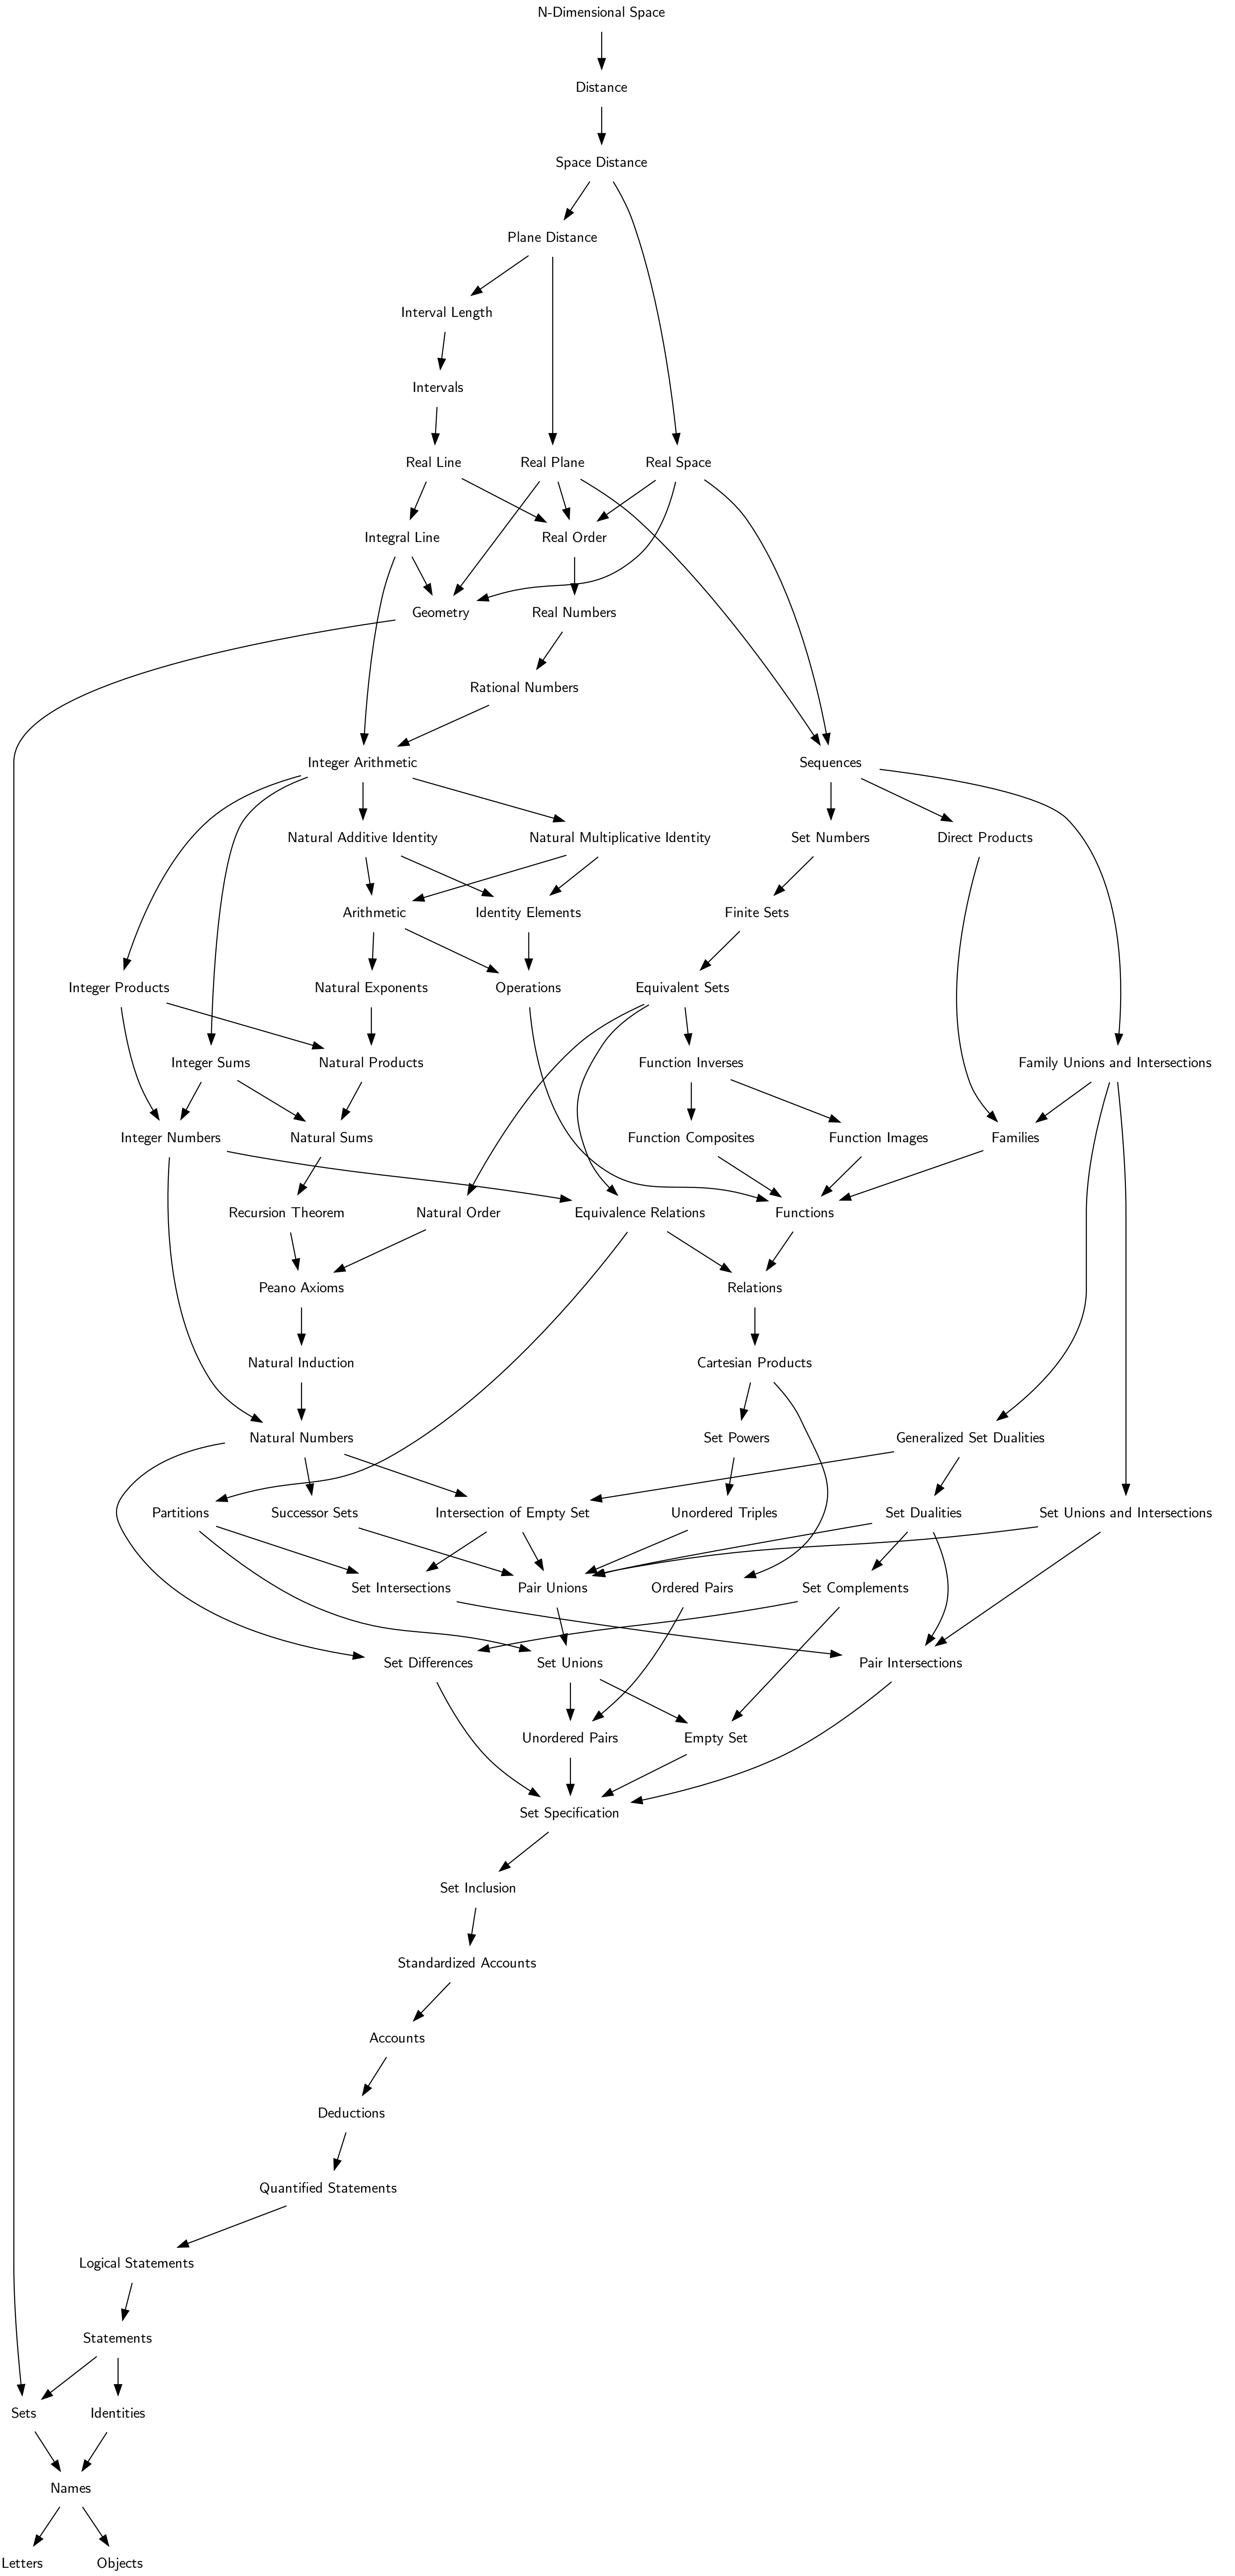 N-Dimensional Space
Distance
Space Distance
Plane Distance
Interval Length
Intervals
Real Line
Real Plane
Real Space
Integral Line
Real Order
Geometry
Real Numbers
Rational Numbers
Integer Arithmetic
Sequences
Natural Additive Identity
Natural Multiplicative Identity
Set Numbers
Direct Products
Arithmetic
Identity Elements
Finite Sets
Integer Products
Natural Exponents
Operations
Equivalent Sets
Integer Sums
Natural Products
Function Inverses
Family Unions and Intersections
Integer Numbers
Natural Sums
Function Composites
Function Images
Families
Recursion Theorem
Natural Order
Equivalence Relations
Functions
Peano Axioms
Relations
Natural Induction
Cartesian Products
Natural Numbers
Set Powers
Generalized Set Dualities
Partitions
Successor Sets
Intersection of Empty Set
Unordered Triples
Set Dualities
Set Unions and Intersections
Set Intersections
Pair Unions
Ordered Pairs
Set Complements
Set Differences
Set Unions
Pair Intersections
Unordered Pairs
Empty Set
Set Specification
Set Inclusion
Standardized Accounts
Accounts
Deductions
Quantified Statements
Logical Statements
Statements
Sets
Identities
Names
Letters
Objects